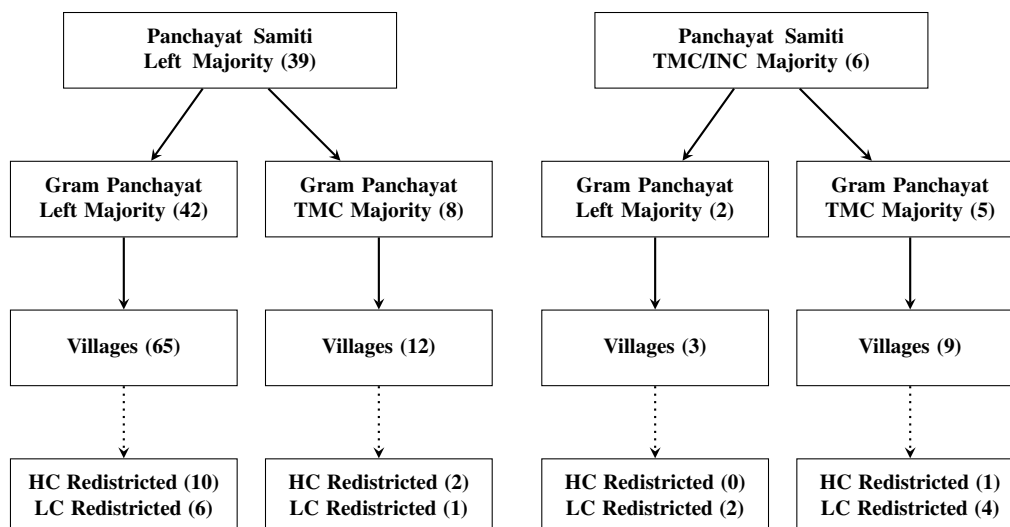 Panchayat Samiti
Left Majority (39)
Panchayat Samiti
TMC/INC Majority (6)
Gram Panchayat
Left Majority (42)
Gram Panchayat
TMC Majority (8)
Gram Panchayat
Left Majority (2)
Gram Panchayat
TMC Majority (5)
Villages (65)
Villages (12)
Villages (3)
Villages (9)
HC Redistricted (10)
LC Redistricted (6)
HC Redistricted (2)
LC Redistricted (1)
HC Redistricted (0)
LC Redistricted (2)
HC Redistricted (1)
LC Redistricted (4)